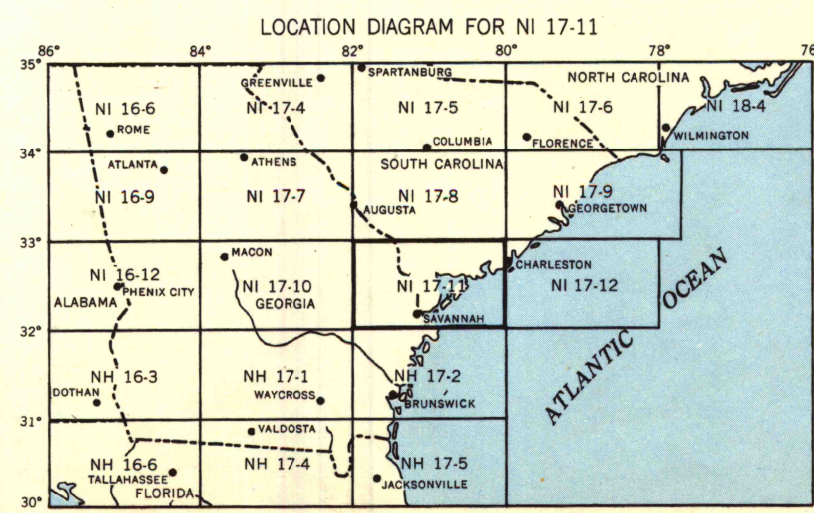 LOCATION DIAGRAM FOR NI 17-11
86° 84° 82° 80° 78° 76
35°
GREENVILLE SPARTANBURG NORTH CAROLINA
NI 16-6 NI 17-4 NI 17-5 NI 17-6 NI 18-4
ROME COLUMBIA FLORENCE WILMINGTON
34°
ATLANTA ATHENS SOUTH CAROLINA
NI 16-9 NI 17-7 NI 17-8 NI 17-9
AUGUSTA GEORGETOWN
33°
MACON CHARLESTON
NI 16-12 NI 17-10 NI 17-11 NI 17-12
PHENIX CITY
ALABAMA GEORGIA
SAVANNAH
ATLANTIC OCEAN
32°
NH 16-3 NH 17-1 NH 17-2
DOTHAN WAYCROSS BRUNSWICK
31°
VALDOSTA
NH 16-6 NH 17-4 NH 17-5
TALLAHASSEE JACKSONVILLE
FLORIDA
30°